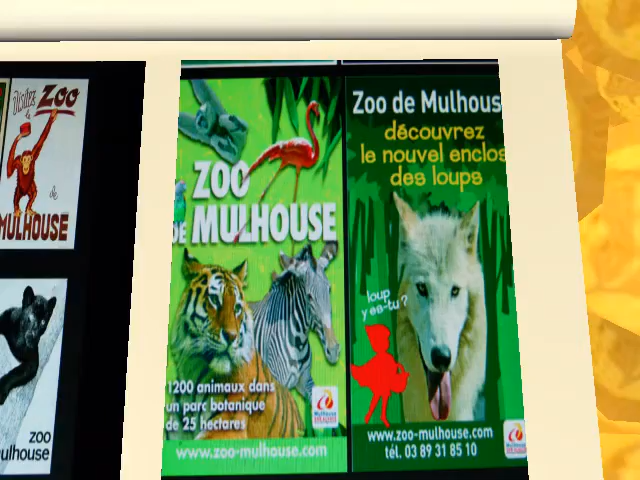 Visitez
le
ZOO
de
MULHOUSE
zoo
mulhouse
ZOO
DE MULHOUSE
1200 animaux dans
un parc botanique
de 25 hectares
www.zoo-mulhouse.com
Zoo de Mulhous
découvrez
le nouvel enclos
des loups
loup
y es-tu ?
www.zoo-mulhouse.com
tél. 03 89 31 85 10